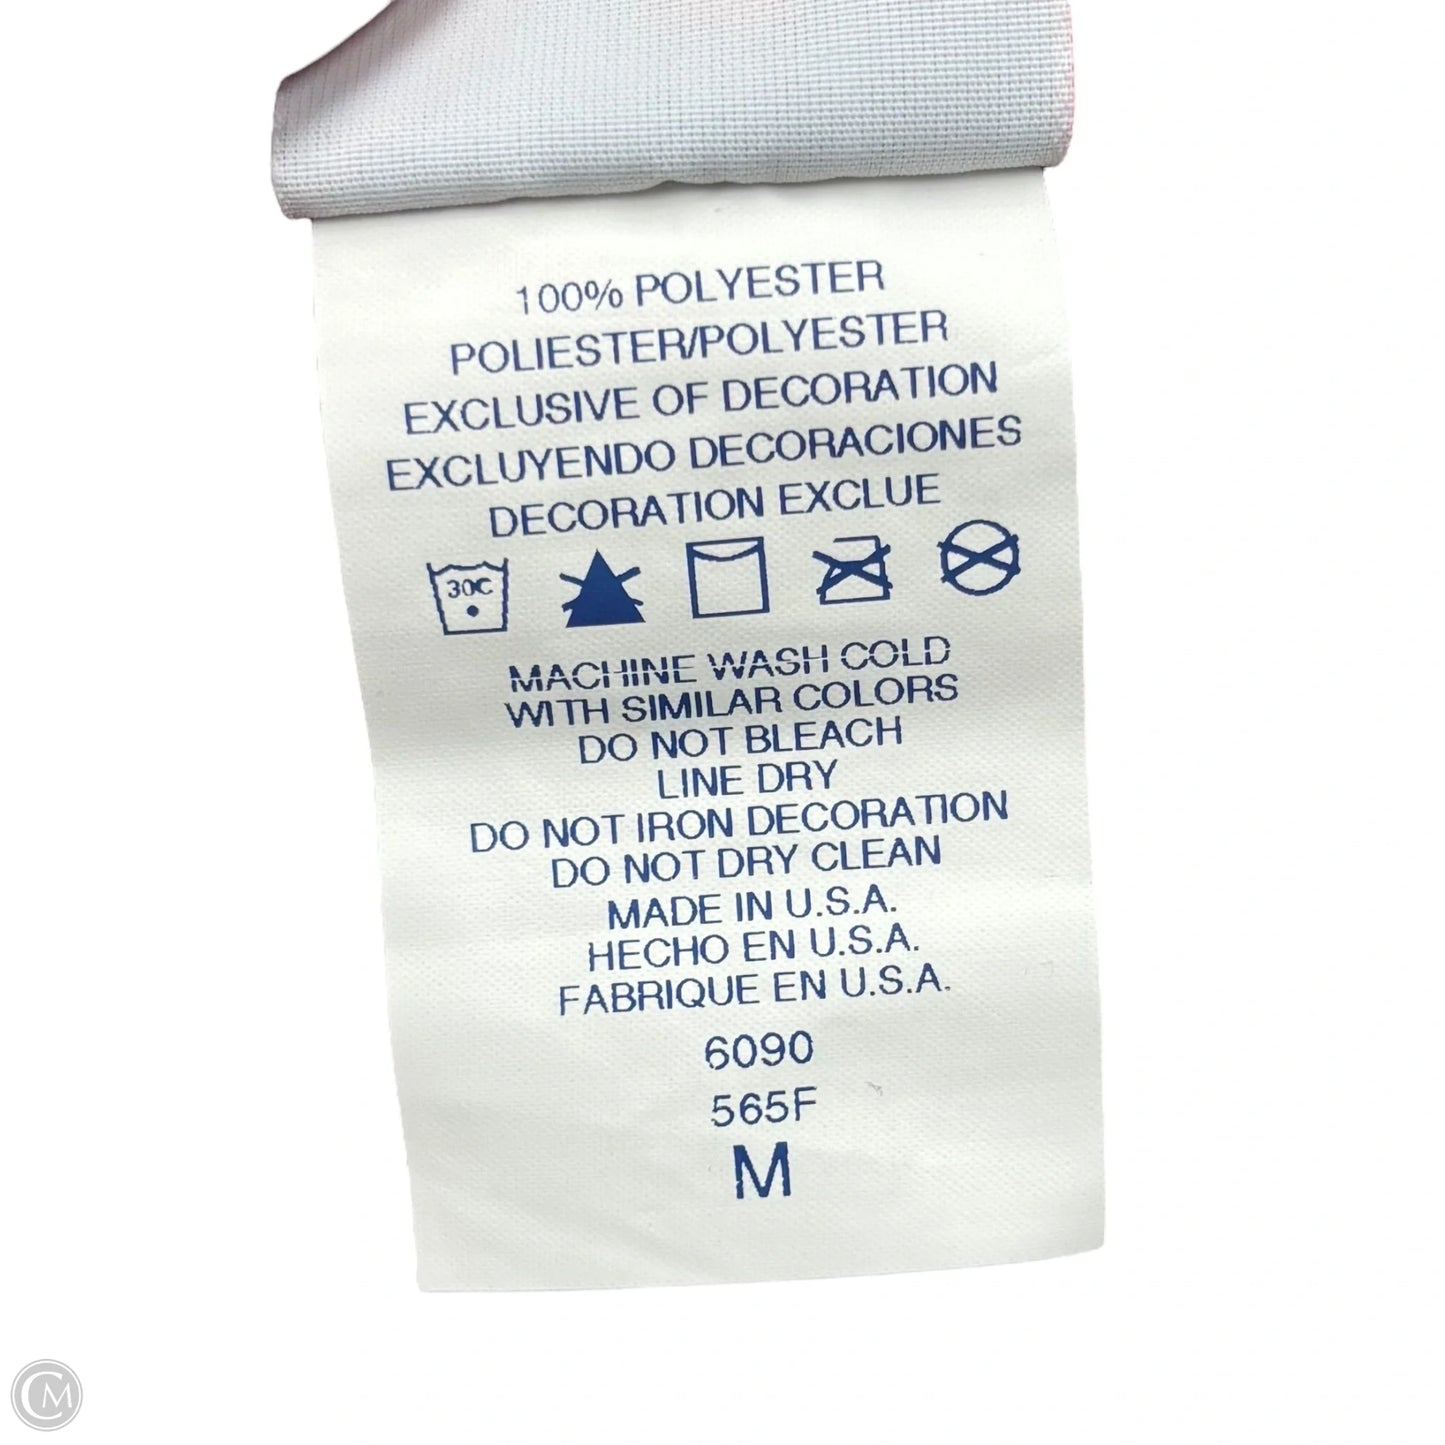 100% POLYESTER
POLIESTER/POLYESTER
EXCLUSIVE OF DECORATION
EXCLUYENDO DECORACIONES
DECORATION EXCLUE
30C
MACHINE WASH COLD
WITH SIMILAR COLORS
DO NOT BLEACH
LINE DRY
DO NOT IRON DECORATION
DO NOT DRY CLEAN
MADE IN U.S.A.
HECHO EN U.S.A.
FABRIQUE EN U.S.A.
6090
565F
M
CM